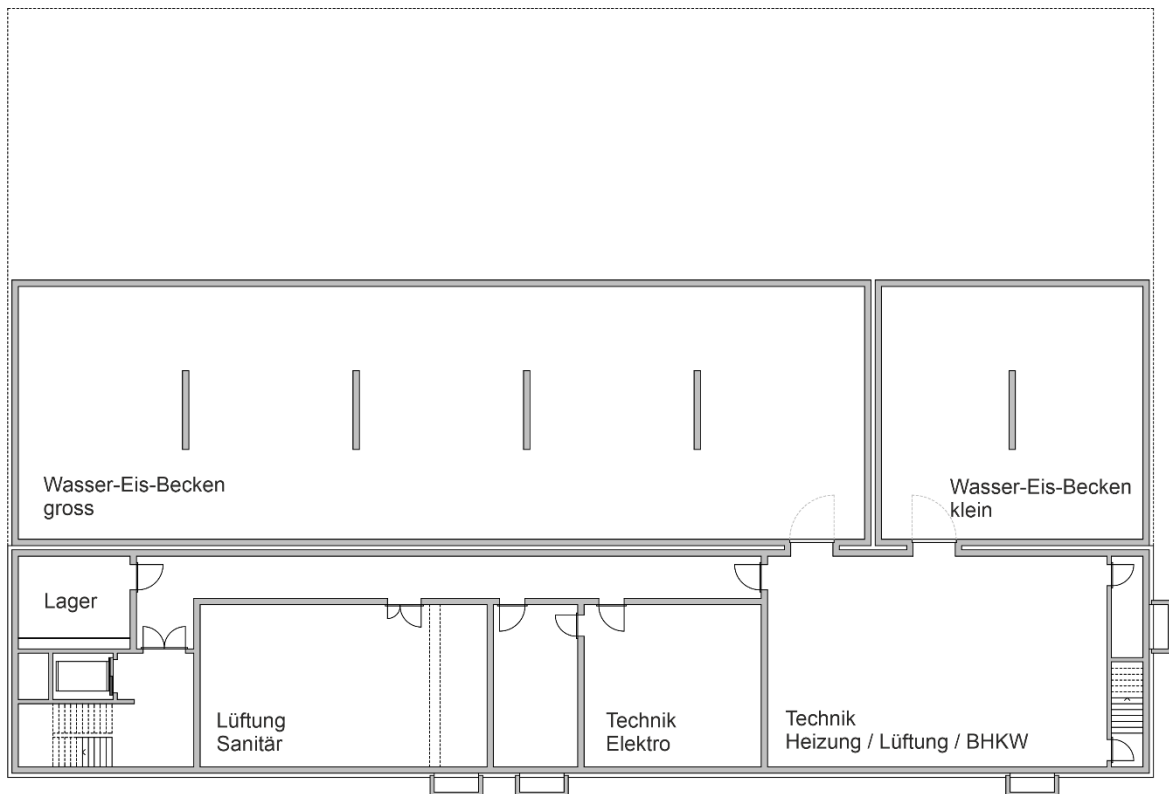 Wasser-Eis-Becken
gross
Wasser-Eis-Becken
klein
Lager
Lüftung
Sanitär
Technik
Elektro
Technik
Heizung / Lüftung / BHKW